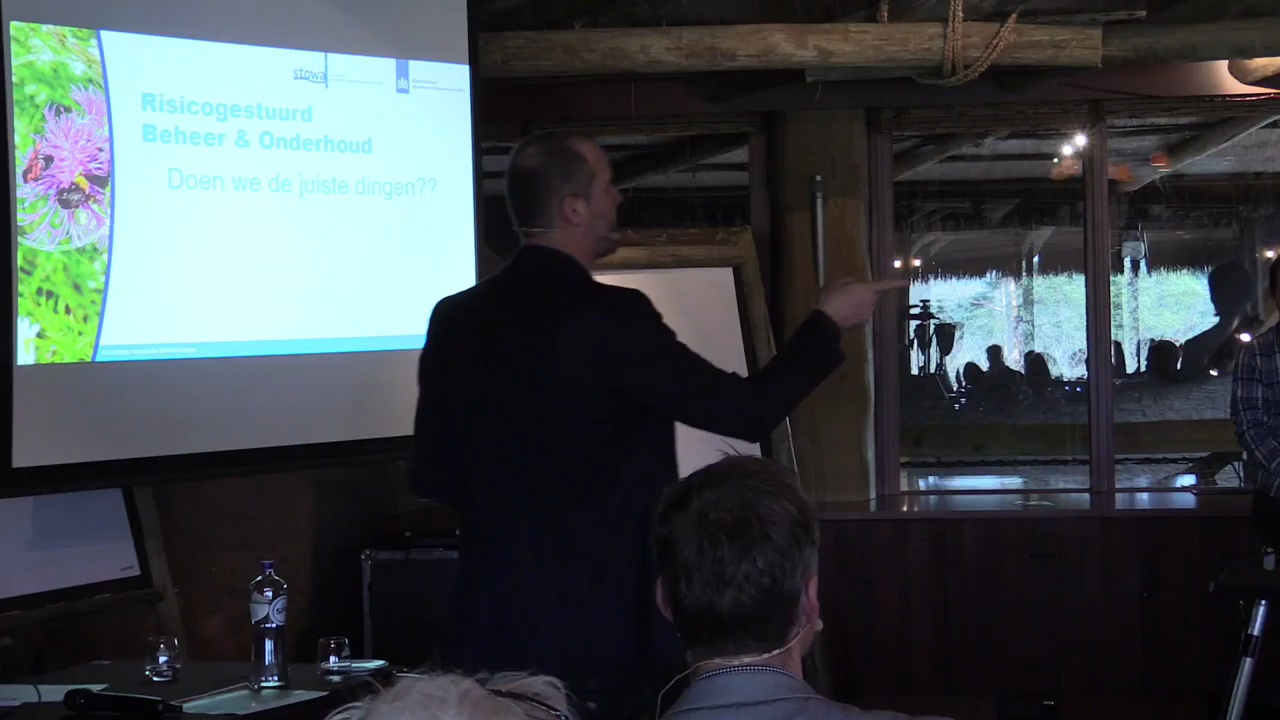 stowa
Risicogestuurd
Beheer & Onderhoud
Doen we de juiste dingen??